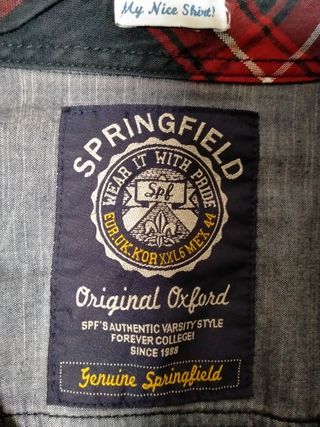 My Nice Shirt!
SPRINGFIELD
WEAR IT WITH PRIDE
Spf
EUR.UK.KOR XXL6 MEX.44
Original Oxford
SPF'S AUTHENTIC VARSITY STYLE
FOREVER COLLEGE!
SINCE 1988
Genuine Springfield